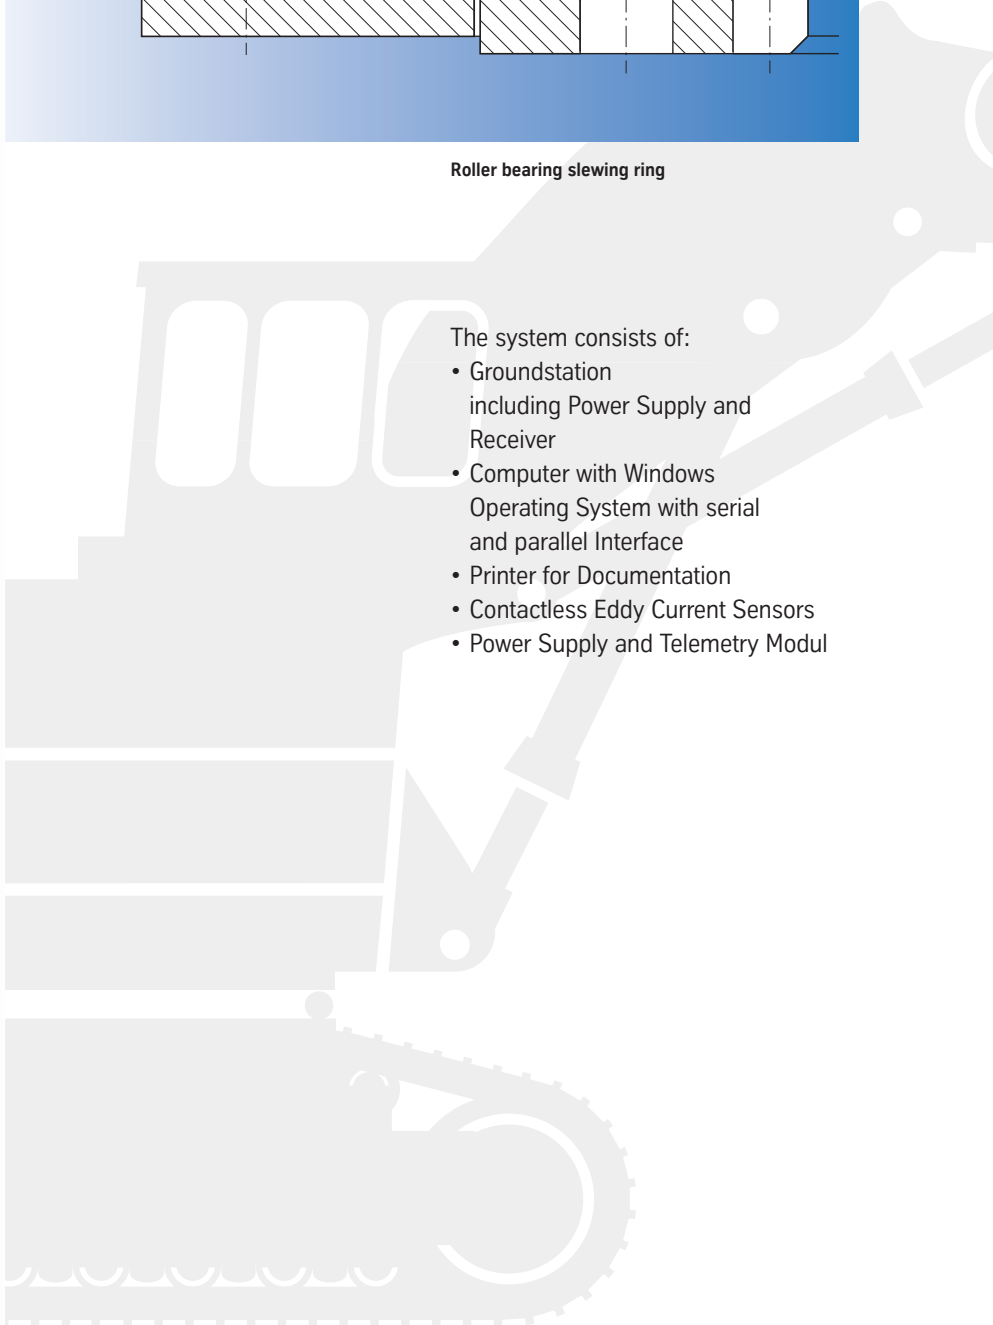 Roller bearing slewing ring
The system consists of:
• Groundstation
including Power Supply and
Receiver
• Computer with Windows
Operating System with serial
and parallel Interface
• Printer for Documentation
• Contactless Eddy Current Sensors
• Power Supply and Telemetry Modul